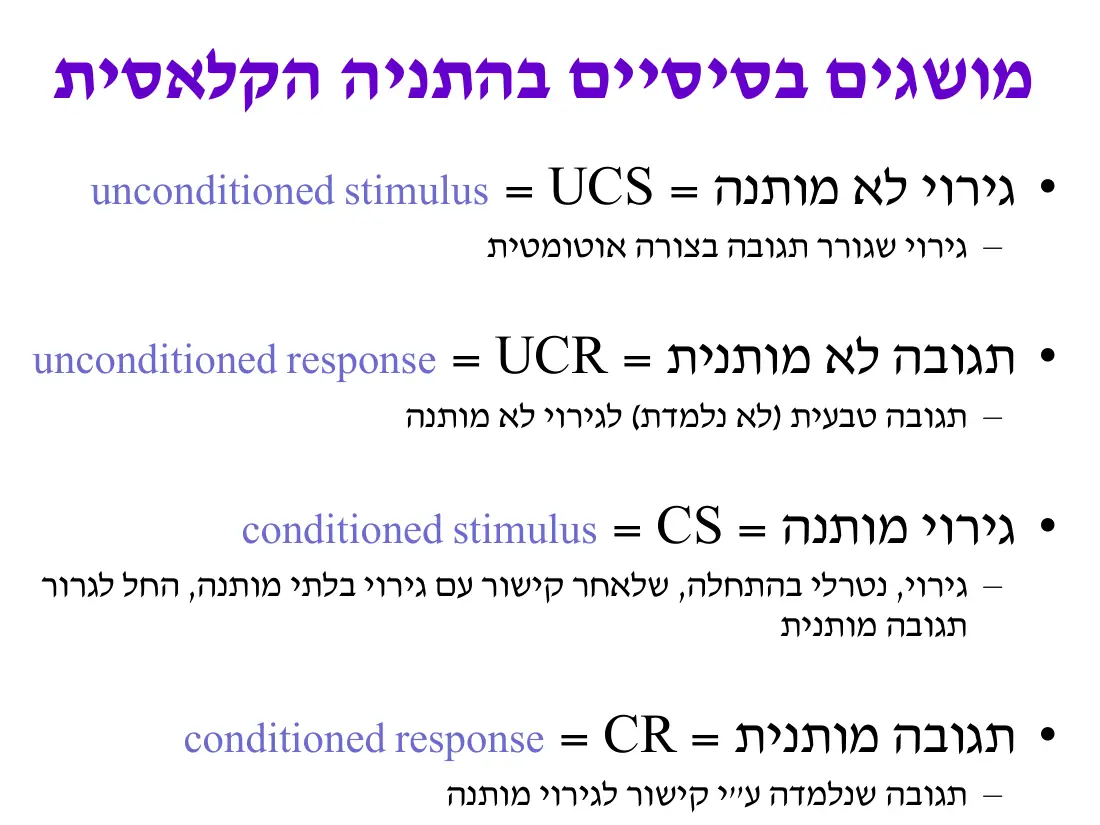 מושגים בסיסיים בהתניה הקלאסית
• גירוי לא מותנה = UCS = unconditioned stimulus
– גירוי שגורר תגובה בצורה אוטומטית
• תגובה לא מותנית = UCR = unconditioned response
– תגובה טבעית (לא נלמדת) לגירוי לא מותנה
• גירוי מותנה = CS = conditioned stimulus
– גירוי, נטרלי בהתחלה, שלאחר קישור עם גירוי בלתי מותנה, החל לגרור
תגובה מותנית
• תגובה מותנית = CR = conditioned response
– תגובה שנלמדה ע״י קישור לגירוי מותנה